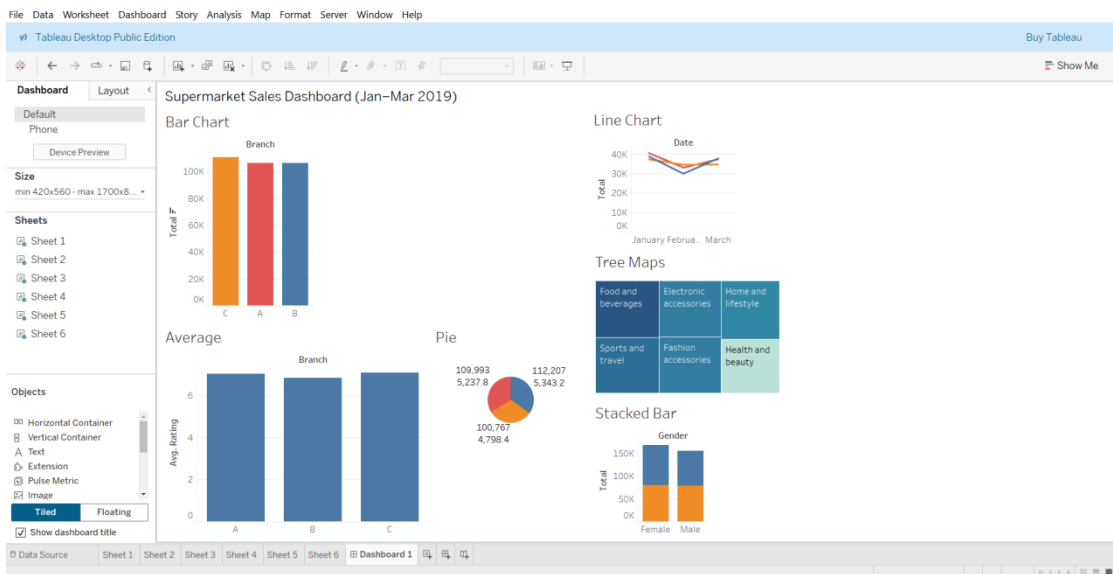 File Data Worksheet Dashboard Story Analysis Map Format Server Window Help
Tableau Desktop Public Edition
Buy Tableau
Show Me
Dashboard
Layout
Default
Phone
Device Preview
Size
min 420x560 - max 1700x8...
Sheets
Sheet 1
Sheet 2
Sheet 3
Sheet 4
Sheet 5
Sheet 6
Objects
Horizontal Container
Vertical Container
Text
Extension
Pulse Metric
Image
Tiled
Floating
Show dashboard title
Supermarket Sales Dashboard (Jan–Mar 2019)
Bar Chart
Branch
Total
100K
80K
60K
40K
20K
0K
C
A
B
Line Chart
Date
Total
40K
30K
20K
10K
0K
January Februa.. March
Tree Maps
Food and
beverages
Electronic
accessories
Home and
lifestyle
Sports and
travel
Fashion
accessories
Health and
beauty
Average
Branch
Avg. Rating
6
4
2
0
A
B
C
Pie
109,993
5,237.8
112,207
5,343.2
100,767
4,798.4
Stacked Bar
Gender
Total
150K
100K
50K
0K
Female Male
Data Source
Sheet 1 Sheet 2 Sheet 3 Sheet 4 Sheet 5 Sheet 6 Dashboard 1